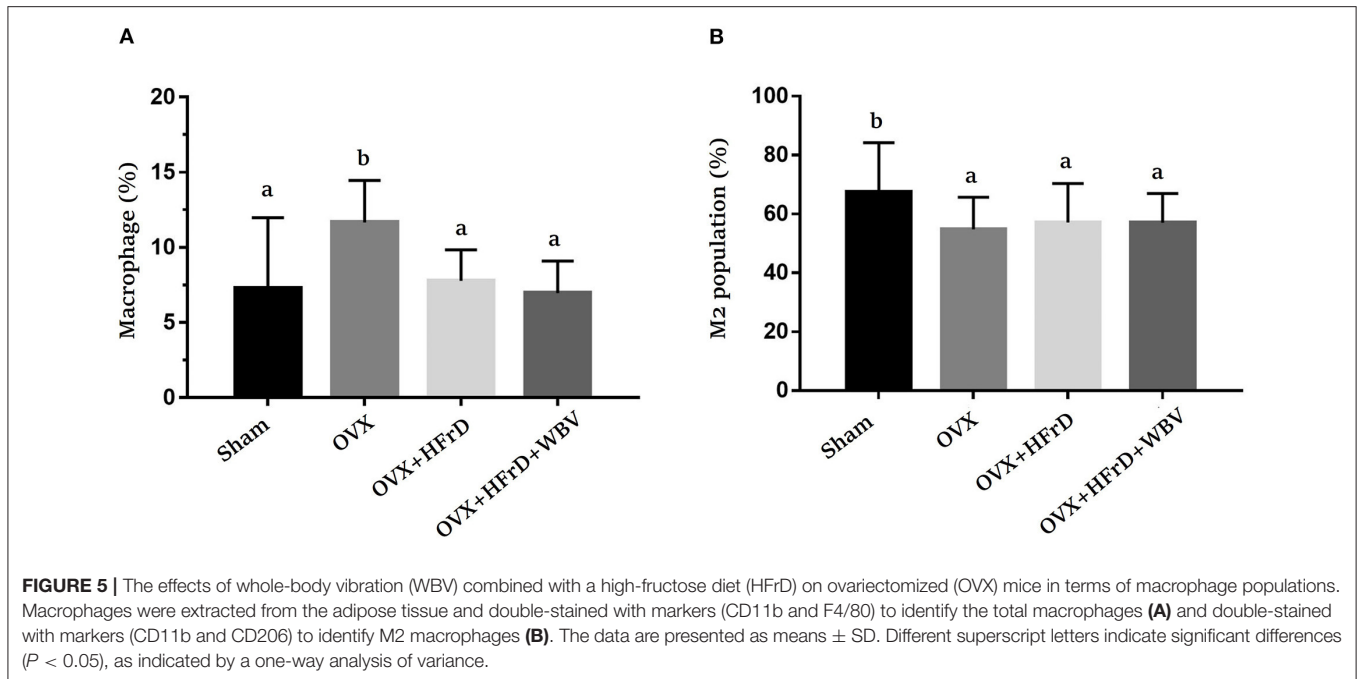 A
B
20
15
10
5
0
Macrophage (%)
a
b
a
a
Sham
OVX
OVX+HFrD
OVX+HFrD+WBV
100
80
60
40
20
0
M2 population (%)
b
a
a
a
Sham
OVX
OVX+HFrD
OVX+HFrD+WBV
FIGURE 5 | The effects of whole-body vibration (WBV) combined with a high-fructose diet (HFrD) on ovariectomized (OVX) mice in terms of macrophage populations.
Macrophages were extracted from the adipose tissue and double-stained with markers (CD11b and F4/80) to identify the total macrophages (A) and double-stained
with markers (CD11b and CD206) to identify M2 macrophages (B). The data are presented as means ± SD. Different superscript letters indicate significant differences
(P < 0.05), as indicated by a one-way analysis of variance.